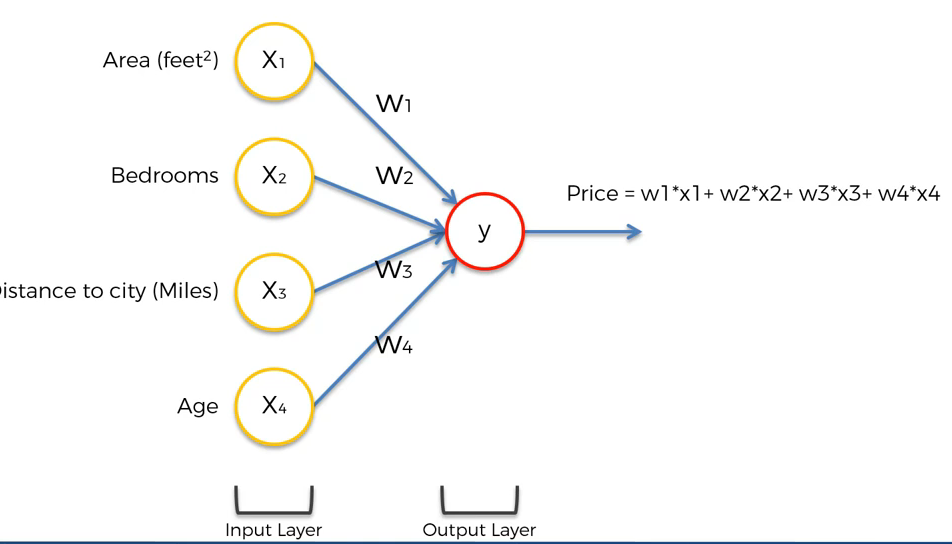 Area (feet²)
X₁
W₁
Bedrooms
X₂
W₂
Price = w1*x1+ w2*x2+ w3*x3+ w4*x4
y
to city (Miles)
X₃
W₃
Age
X₄
W₄
Input Layer
Output Layer